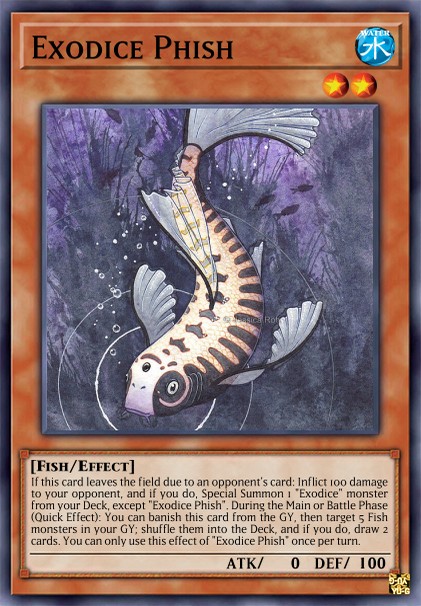 Exodice Phish
WATER
水
[Fish/Effect]
If this card leaves the field due to an opponent's card: Inflict 100
damage to your opponent, and if you do, Special Summon 1 "Exodice" monster
from your Deck, except "Exodice Phish". During the Main or Battle Phase
(Quick Effect): You can banish this card from the GY, then target 5 Fish
monsters in your GY; shuffle them into the Deck, and if you do, draw 2
cards. You can only use this effect of "Exodice Phish" once per turn.
ATK/ 0 DEF/ 100